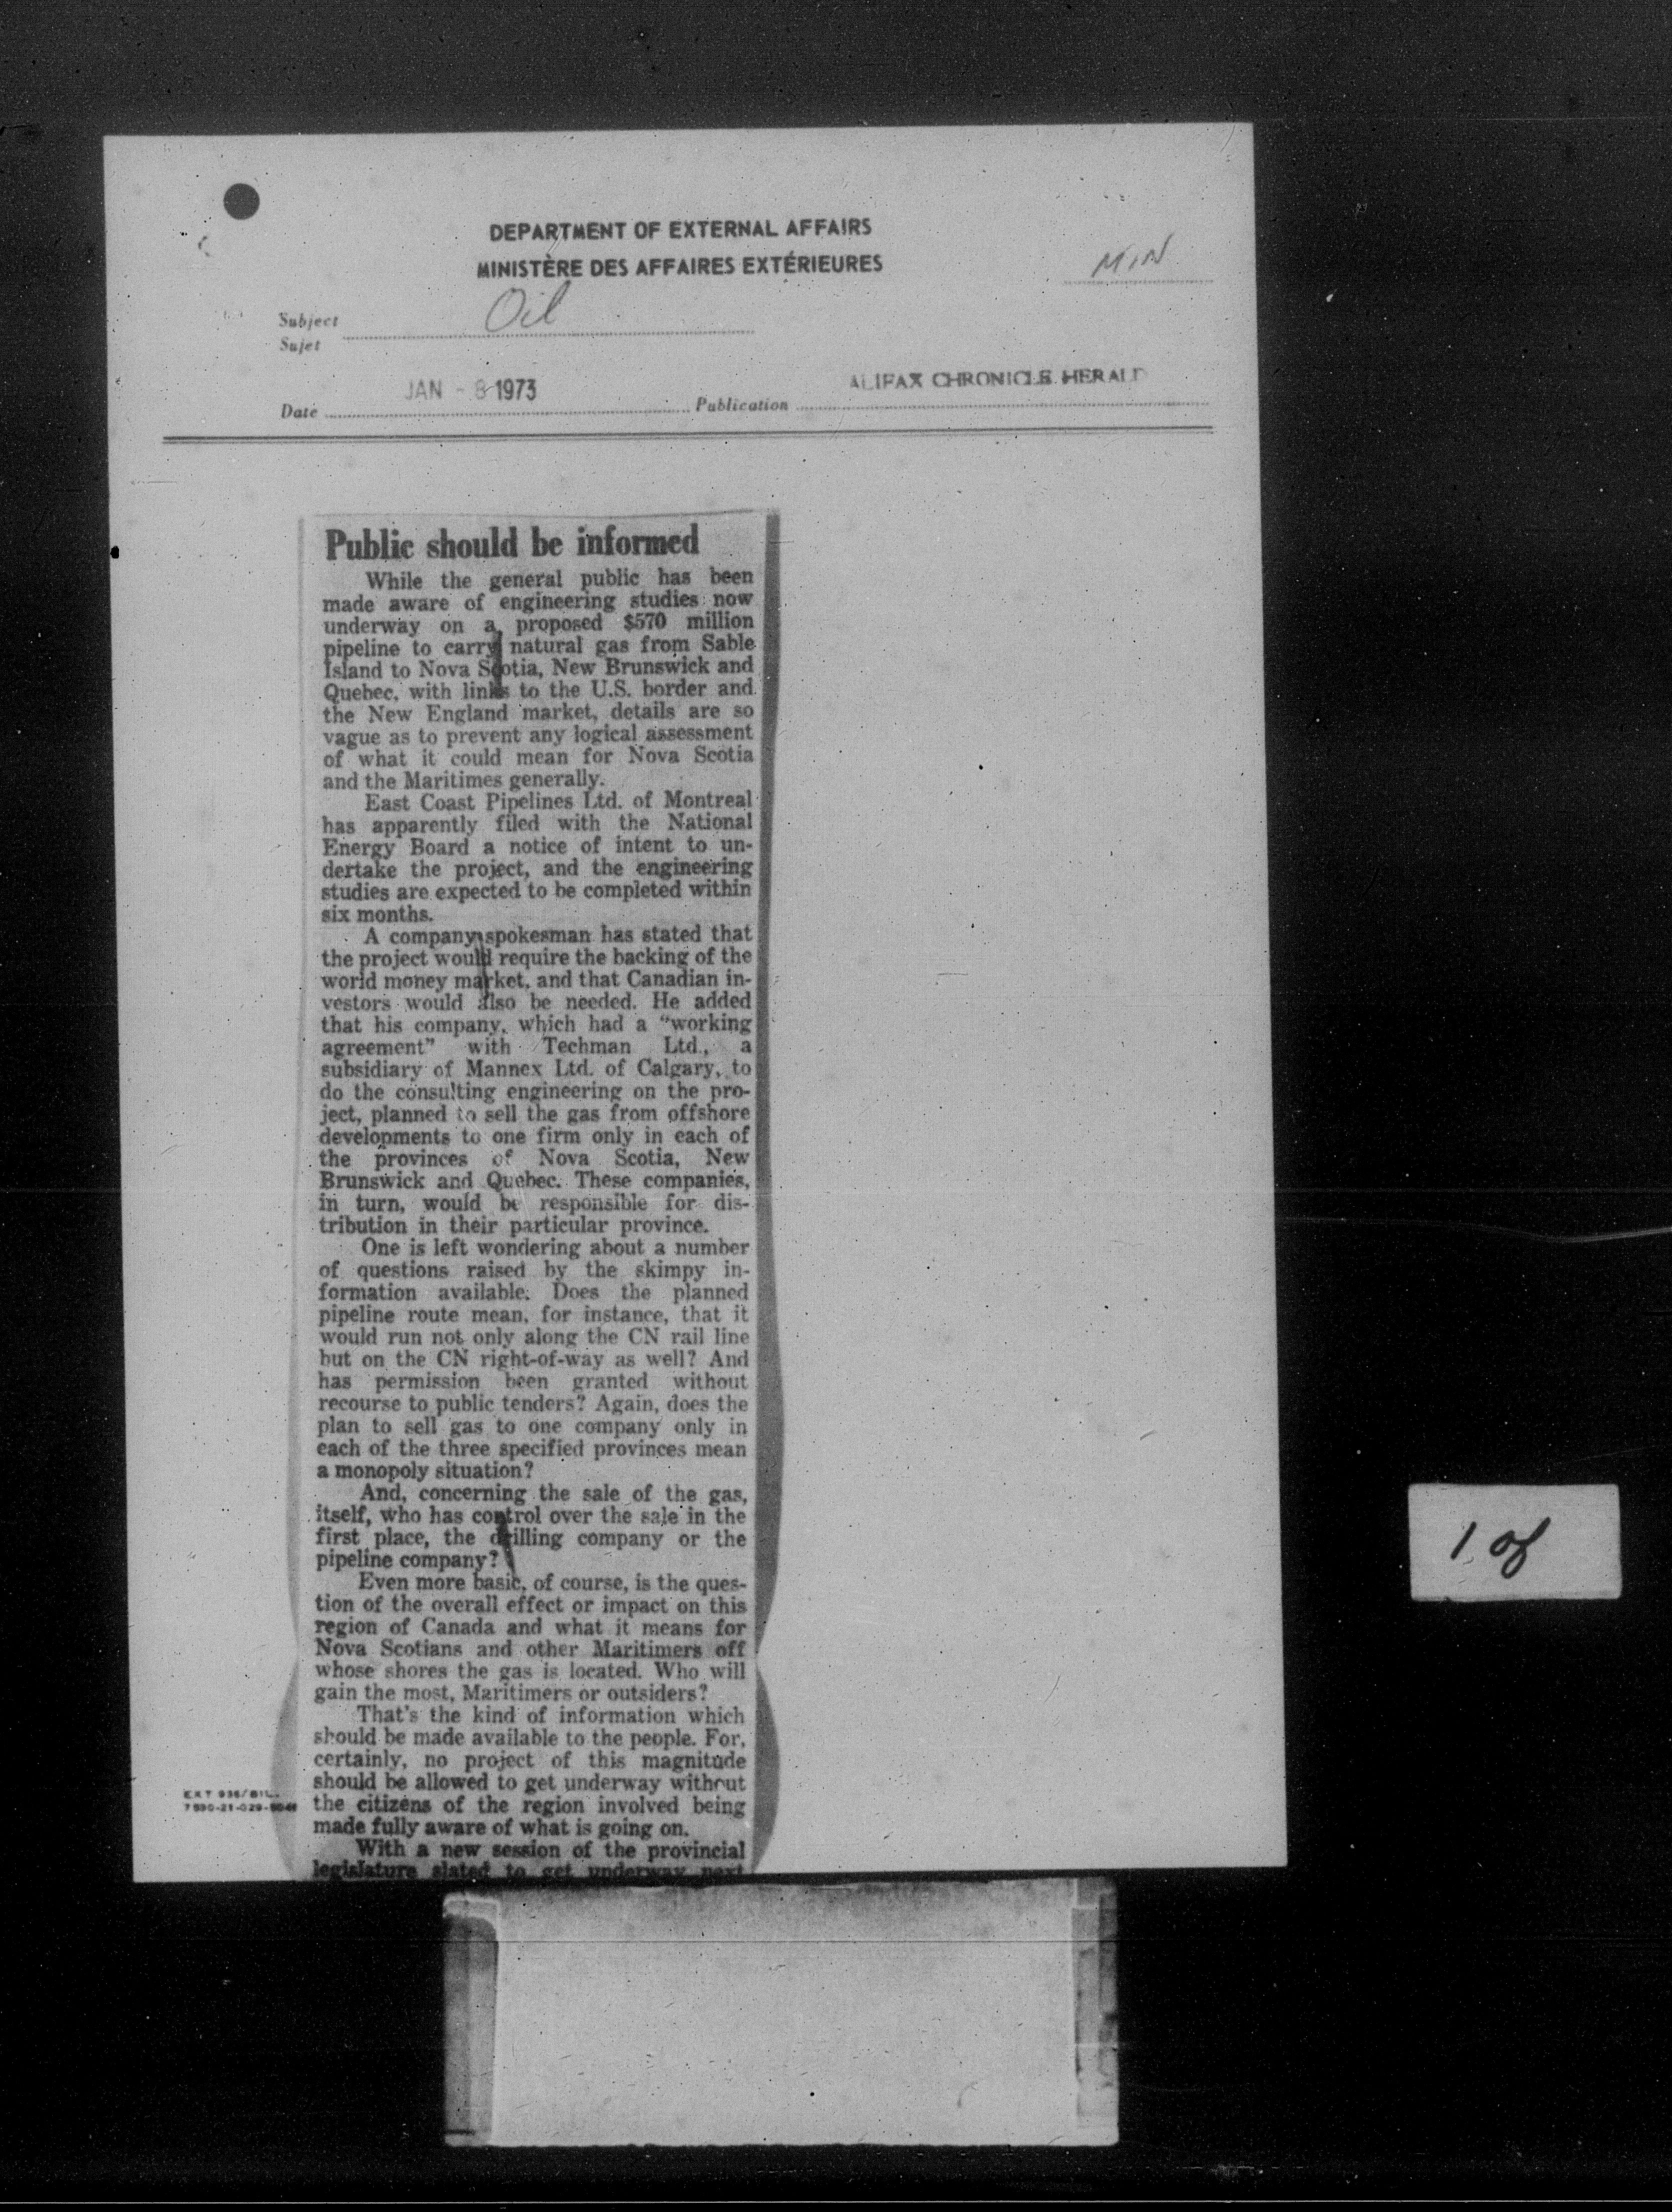 DEPARTMENT OF EXTERNAL AFFAIRS
MINISTÈRE DES AFFAIRES EXTÉRIEURES
MIN
Subject
Oil
Sujet
Date JAN - 8 1973
Publication ALIFAX CHRONICLE HERALD
Public should be informed
While the general public has been
made aware of engineering studies now
underway on a proposed $570 million
pipeline to carry natural gas from Sable
Island to Nova Scotia, New Brunswick and
Quebec, with links to the U.S. border and
the New England market, details are so
vague as to prevent any logical assessment
of what it could mean for Nova Scotia
and the Maritimes generally.
East Coast Pipelines Ltd. of Montreal
has apparently filed with the National
Energy Board a notice of intent to un-
dertake the project, and the engineering
studies are expected to be completed within
six months.
A company spokesman has stated that
the project would require the backing of the
world money market, and that Canadian in-
vestors would also be needed. He added
that his company, which had a “working
agreement” with Techman Ltd., a
subsidiary of Mannex Ltd. of Calgary, to
do the consulting engineering on the pro-
ject, planned to sell the gas from offshore
developments to one firm only in each of
the provinces of Nova Scotia, New
Brunswick and Quebec. These companies,
in turn, would be responsible for dis-
tribution in their particular province.
One is left wondering about a number
of questions raised by the skimpy in-
formation available. Does the planned
pipeline route mean, for instance, that it
would run not only along the CN rail line
but on the CN right-of-way as well? And
has permission been granted without
recourse to public tenders? Again, does the
plan to sell gas to one company only in
each of the three specified provinces mean
a monopoly situation?
And, concerning the sale of the gas,
itself, who has control over the sale in the
first place, the drilling company or the
pipeline company?
Even more basic, of course, is the ques-
tion of the overall effect or impact on this
region of Canada and what it means for
Nova Scotians and other Maritimers off
whose shores the gas is located. Who will
gain the most, Maritimers or outsiders?
That's the kind of information which
should be made available to the people. For,
certainly, no project of this magnitude
should be allowed to get underway without
the citizens of the region involved being
made fully aware of what is going on.
With a new session of the provincial
legislature slated to get underway next
EXT 936/BIL.
7530-21-029-
1 of